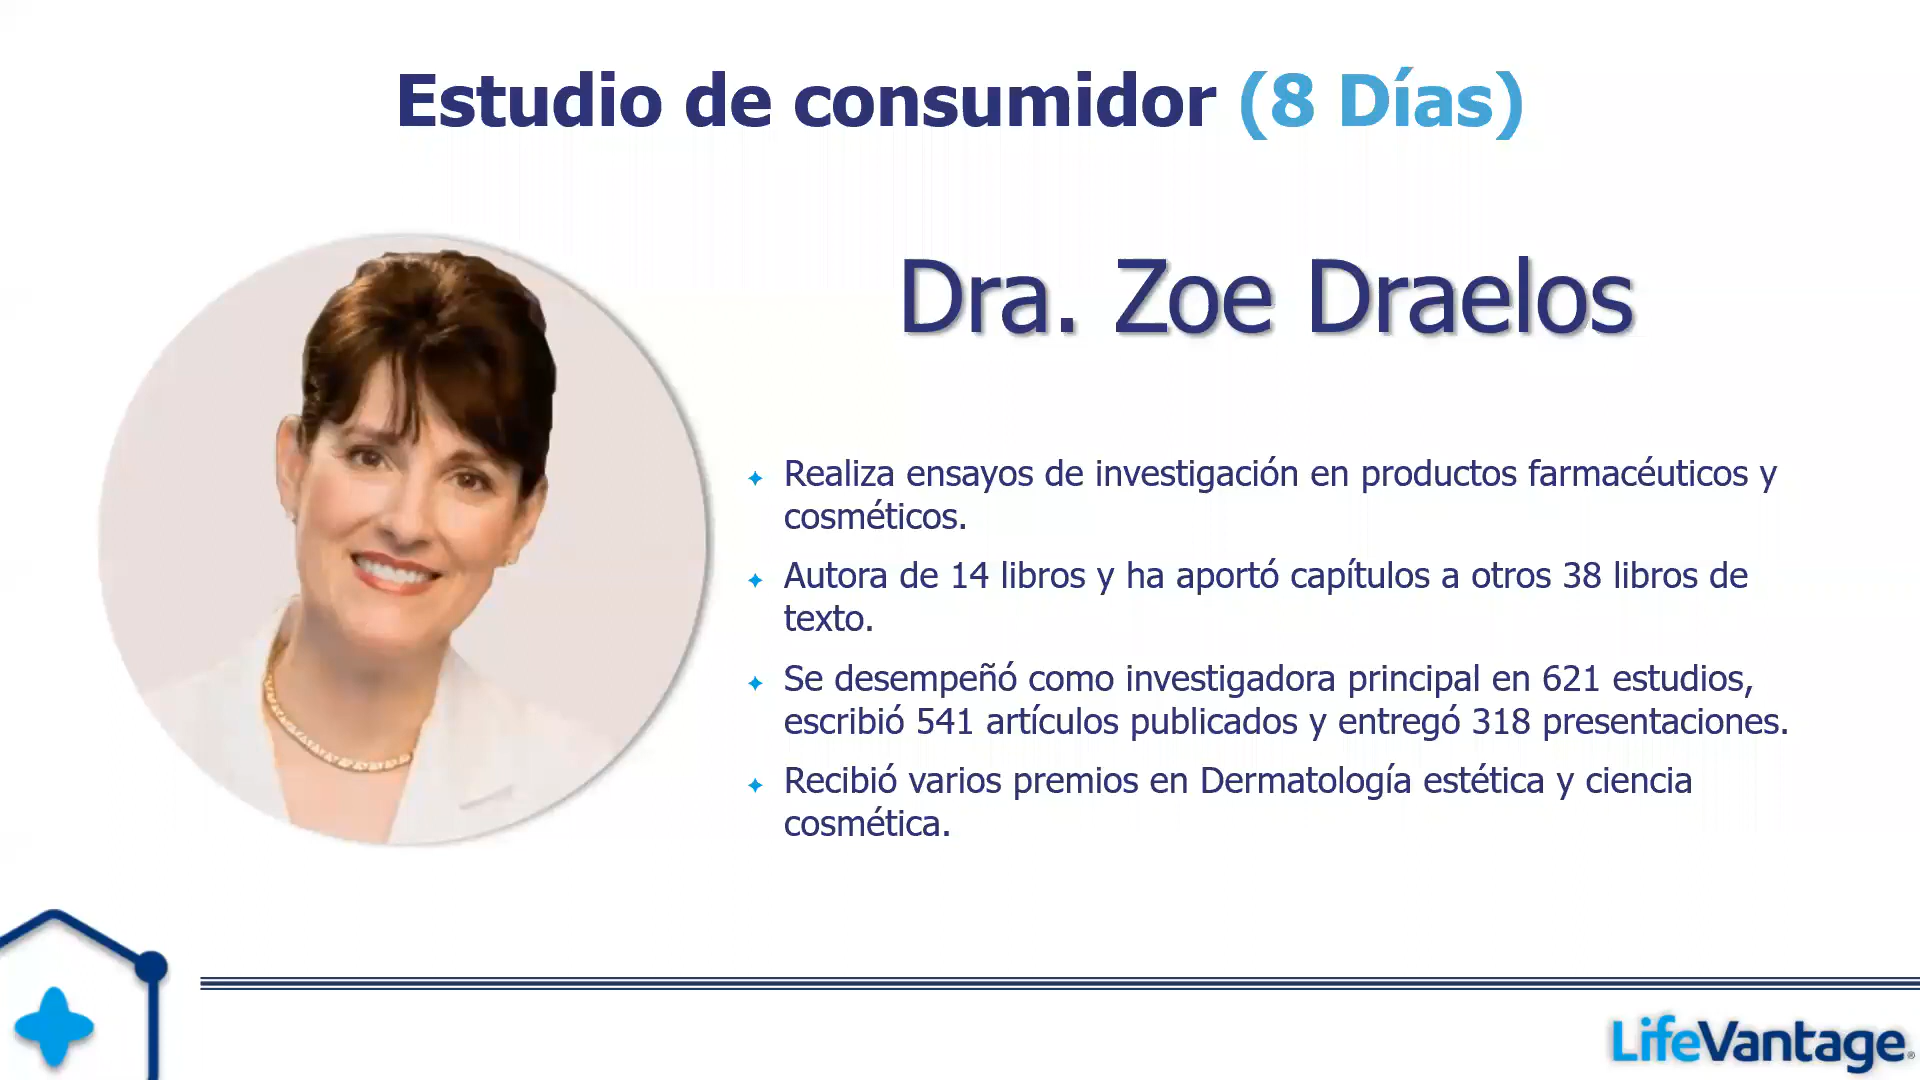 Estudio de consumidor (8 Días)
Dra. Zoe Draelos
Realiza ensayos de investigación en productos farmacéuticos y
cosméticos.
Autora de 14 libros y ha aportó capítulos a otros 38 libros de
texto.
Se desempeñó como investigadora principal en 621 estudios,
escribió 541 artículos publicados y entregó 318 presentaciones.
Recibió varios premios en Dermatología estética y ciencia
cosmética.
LifeVantage®